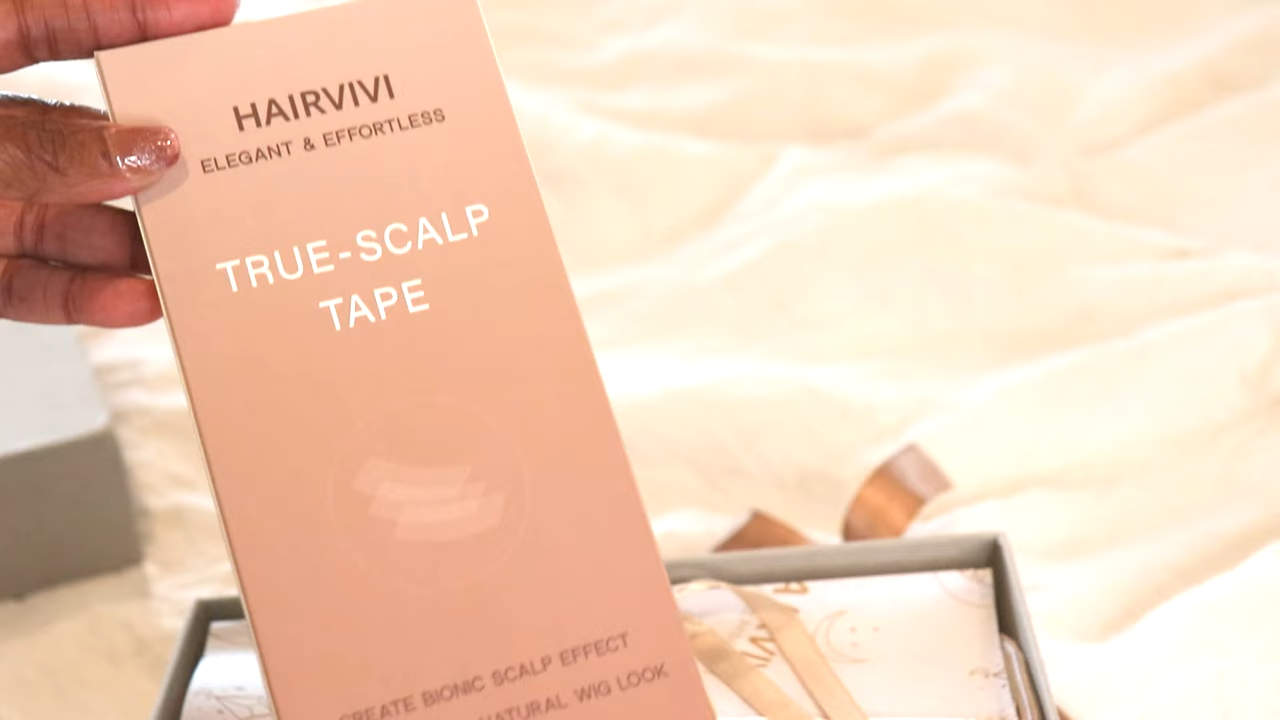 HAIRVIVI
ELEGANT & EFFORTLESS
TRUE-SCALP
TAPE
CREATE BIONIC SCALP EFFECT
NATURAL WIG LOOK